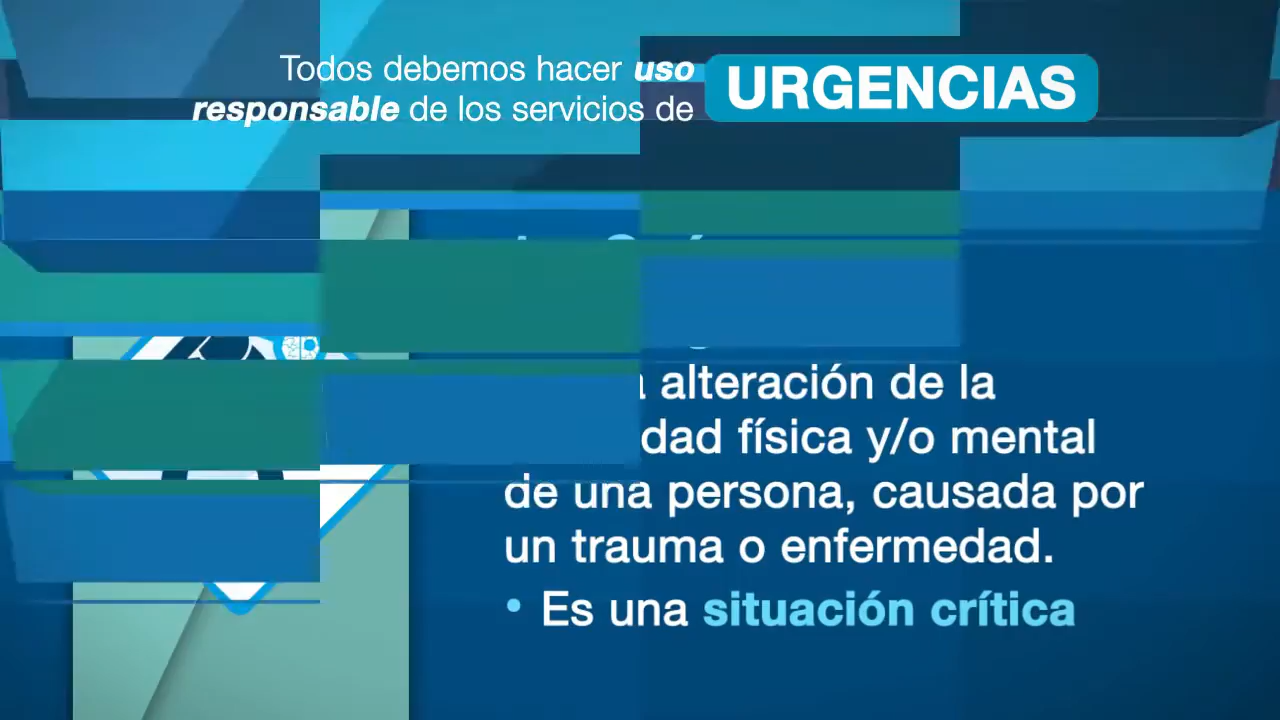 Todos debemos hacer uso
responsable de los servicios de
URGENCIAS
alteración de la
física y/o mental
de una persona, causada por
un trauma o enfermedad.
• Es una situación crítica